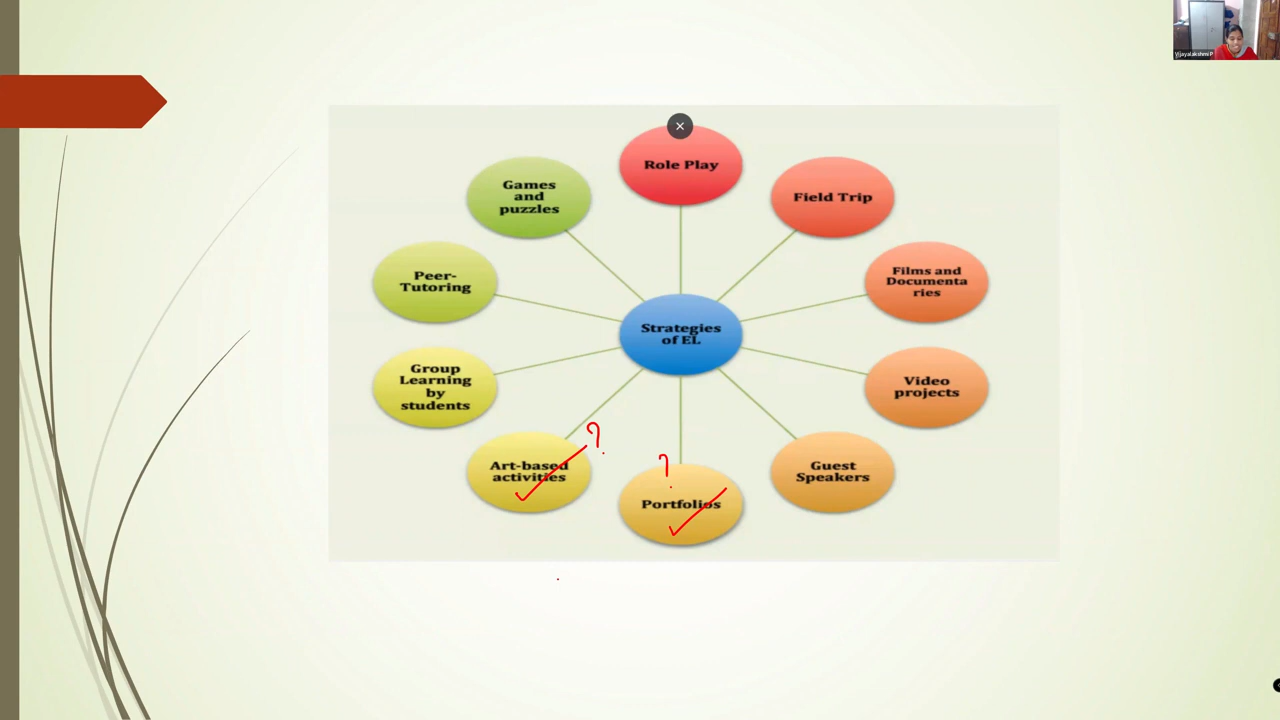 Vijayalakshmi P
Role Play
Games
and
puzzles
Field Trip
Peer-
Tutoring
Films and
Documenta
ries
Strategies
of EL
Group
Learning
by
students
Video
projects
?
Art-based
activities
?
Portfolios
Guest
Speakers